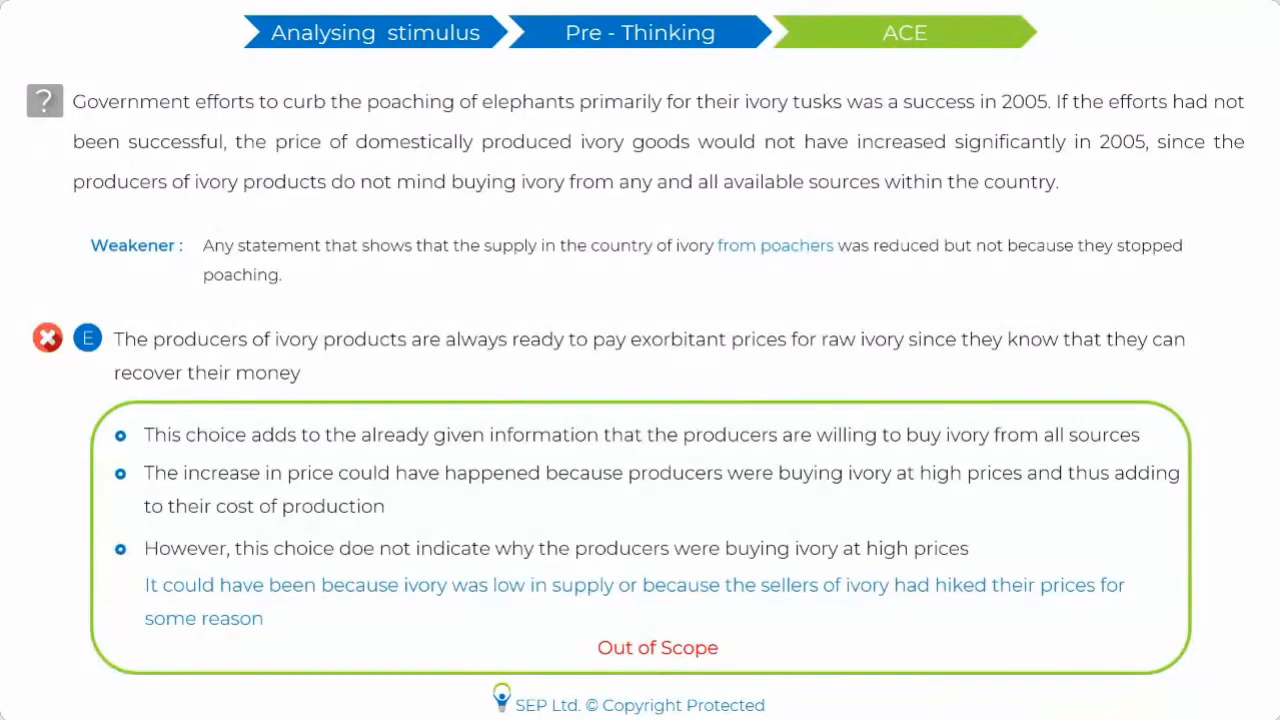 Analysing stimulus
Pre - Thinking
ACE
?
Government efforts to curb the poaching of elephants primarily for their ivory tusks was a success in 2005. If the efforts had not
been successful, the price of domestically produced ivory goods would not have increased significantly in 2005, since the
producers of ivory products do not mind buying ivory from any and all available sources within the country.
Weakener : Any statement that shows that the supply in the country of ivory from poachers was reduced but not because they stopped
poaching.
E The producers of ivory products are always ready to pay exorbitant prices for raw ivory since they know that they can
recover their money
This choice adds to the already given information that the producers are willing to buy ivory from all sources
The increase in price could have happened because producers were buying ivory at high prices and thus adding
to their cost of production
However, this choice doe not indicate why the producers were buying ivory at high prices
It could have been because ivory was low in supply or because the sellers of ivory had hiked their prices for
some reason
Out of Scope
SEP Ltd. © Copyright Protected